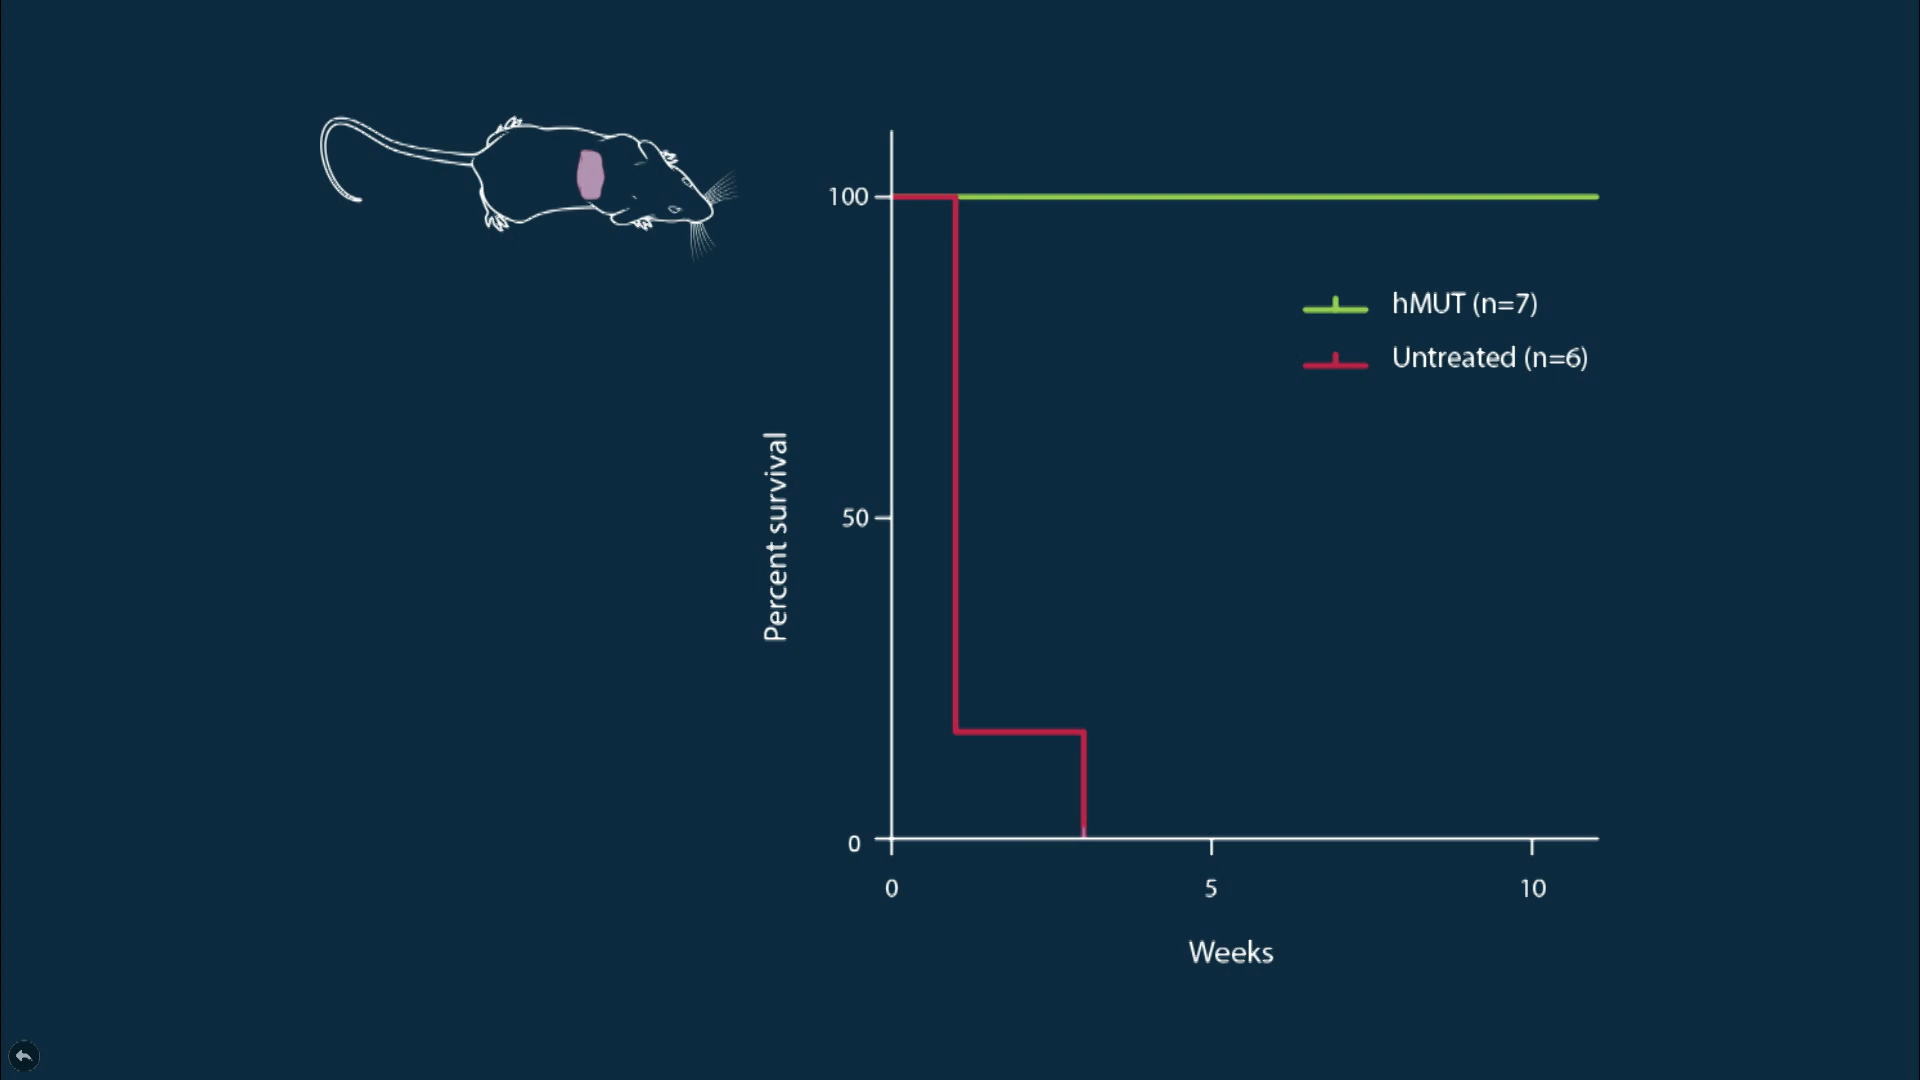 100
hMUT (n=7)
Untreated (n=6)
Percent survival
50
0
0
5
10
Weeks